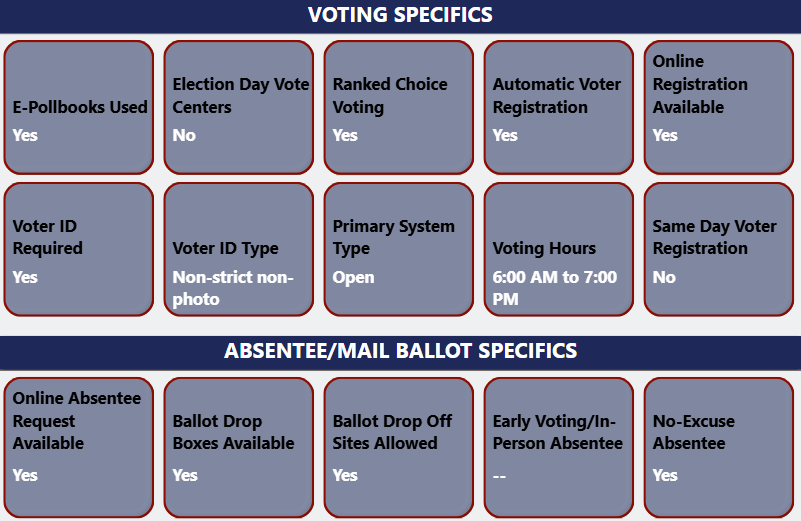 VOTING SPECIFICS
E-Pollbooks Used
Yes
Election Day Vote
Centers
No
Ranked Choice
Voting
Yes
Automatic Voter
Registration
Yes
Online
Registration
Available
Yes
Voter ID
Required
Yes
Voter ID Type
Non-strict non-
photo
Primary System
Type
Open
Voting Hours
6:00 AM to 7:00
PM
Same Day Voter
Registration
No
ABSENTEE/MAIL BALLOT SPECIFICS
Online Absentee
Request
Available
Yes
Ballot Drop
Boxes Available
Yes
Ballot Drop Off
Sites Allowed
Yes
Early Voting/In-
Person Absentee
--
No-Excuse
Absentee
Yes